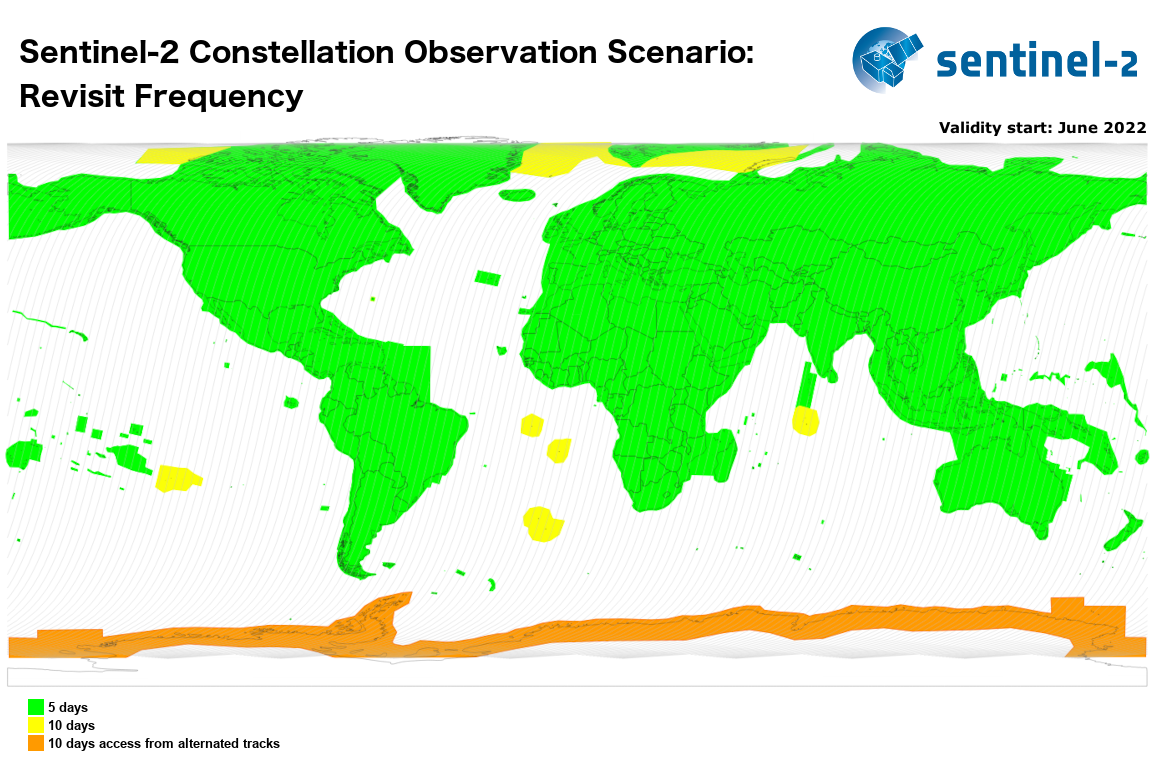 Sentinel-2 Constellation Observation Scenario:
Revisit Frequency
sentinel-2
Validity start: June 2022
5 days
10 days
10 days access from alternated tracks